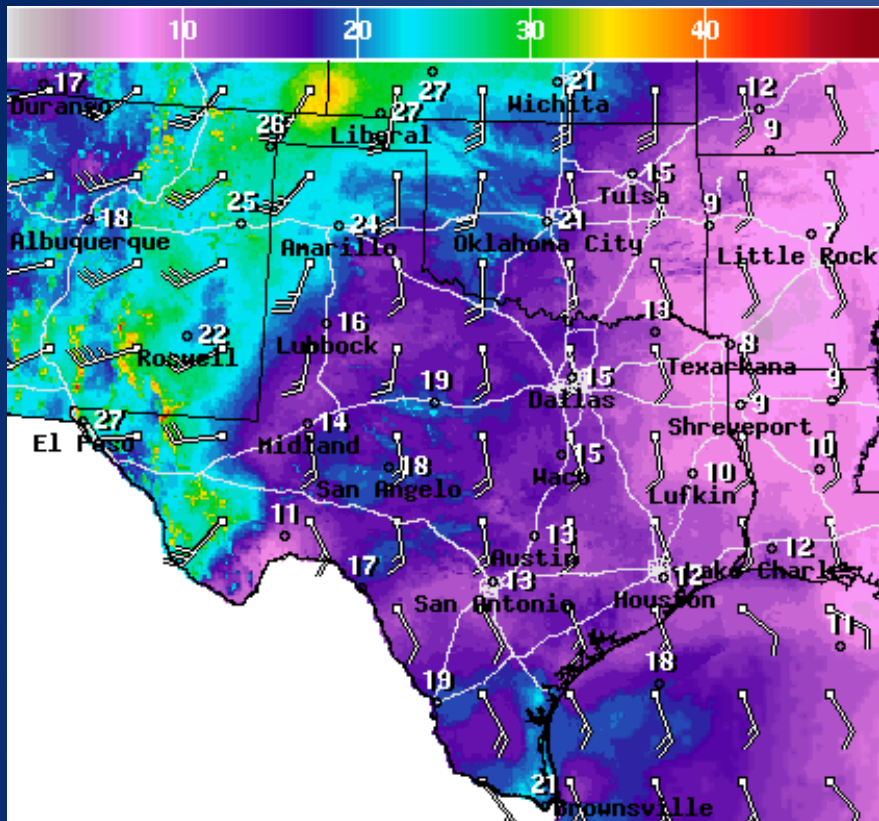 10 20 30 40
17 Durango
27
21 Wichita
12
27 Liberal
26
9
15 Tulsa
18 Albuquerque
25
24 Amarillo
21 Oklahoma City
9
7 Little Rock
22 Roswell
16 Lubbock
13
8 Texarkana
15 Dallas
19
9 Shreveport
9
27 El Paso
14 Midland
18 San Angelo
15 Waco
10 Lufkin
10
11
13 Austin
12 Lake Charles
17
13 San Antonio
12 Houston
11
19
18
21 Brownsville